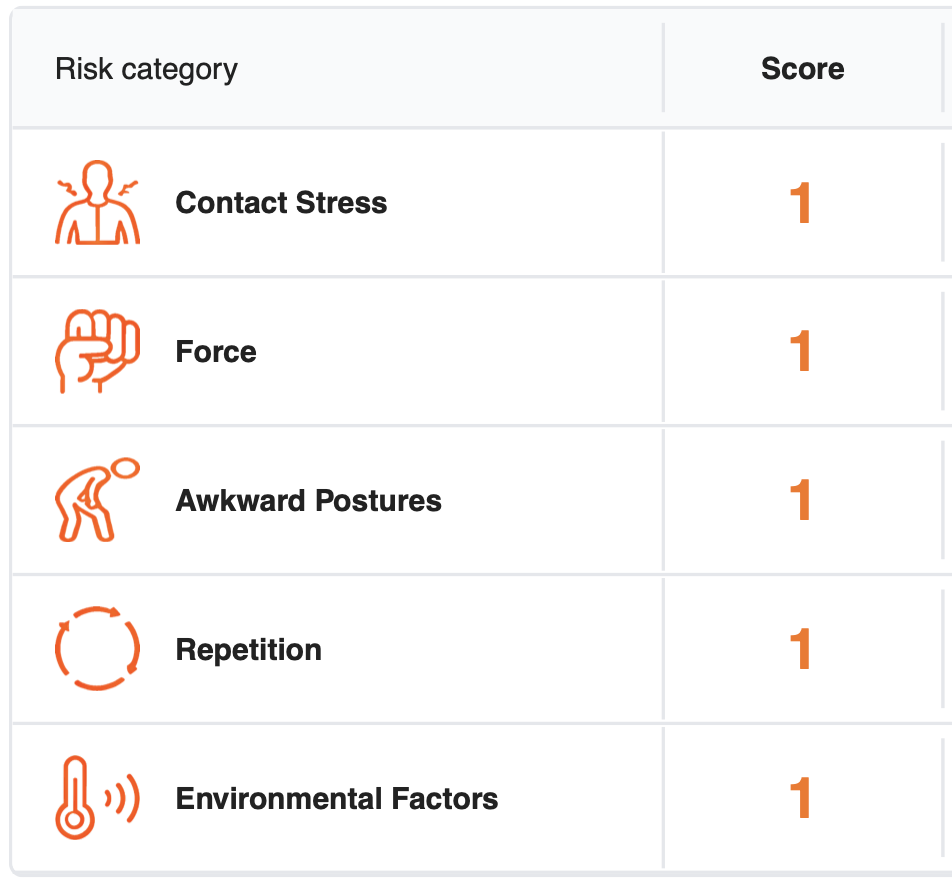 Risk category Score
Contact Stress 1
Force 1
Awkward Postures 1
Repetition 1
Environmental Factors 1